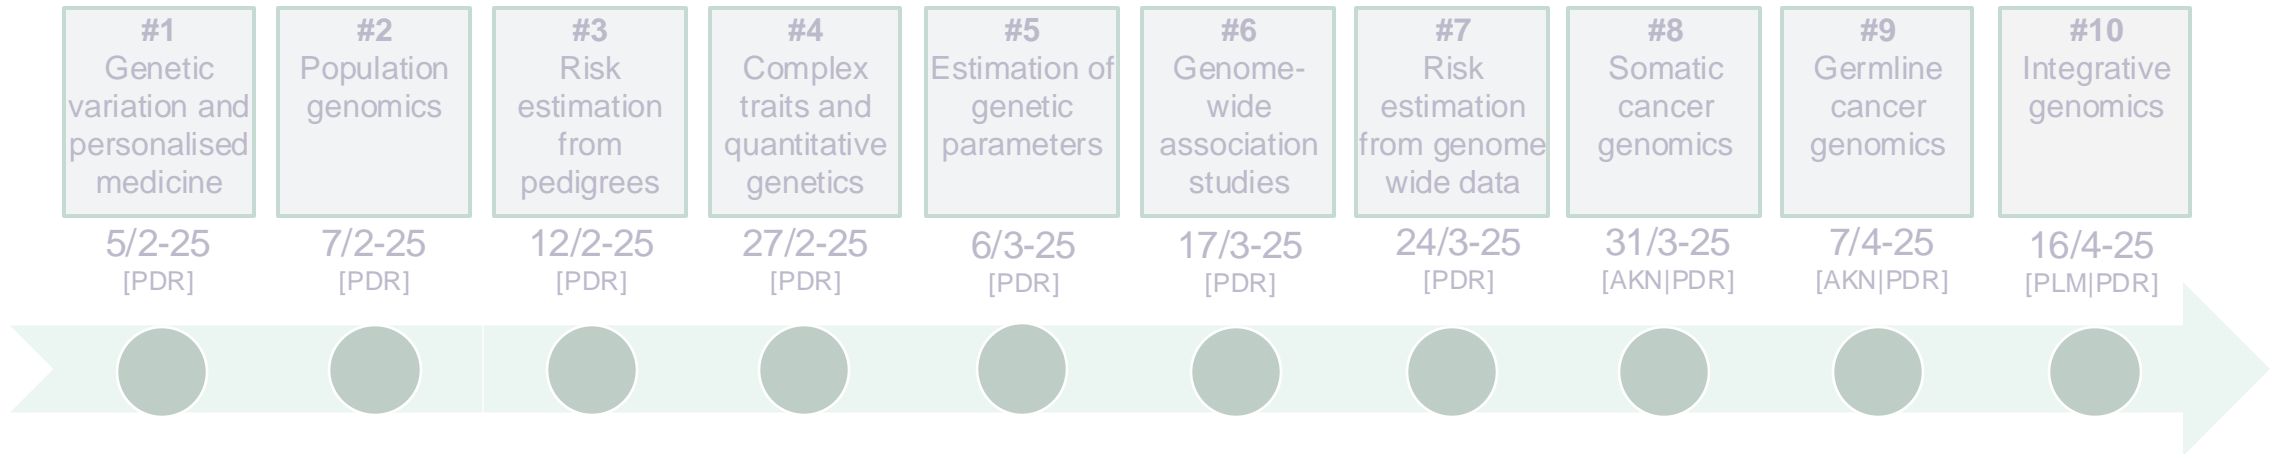 #1
Genetic
variation and
personalised
medicine
5/2-25
[PDR]
#2
Population
genomics
7/2-25
[PDR]
#3
Risk
estimation
from
pedigrees
12/2-25
[PDR]
#4
Complex
traits and
quantitative
genetics
27/2-25
[PDR]
#5
Estimation of
genetic
parameters
6/3-25
[PDR]
#6
Genome-
wide
association
studies
17/3-25
[PDR]
#7
Risk
estimation
from genome
wide data
24/3-25
[PDR]
#8
Somatic
cancer
genomics
31/3-25
[AKN|PDR]
#9
Germline
cancer
genomics
7/4-25
[AKN|PDR]
#10
Integrative
genomics
16/4-25
[PLM|PDR]